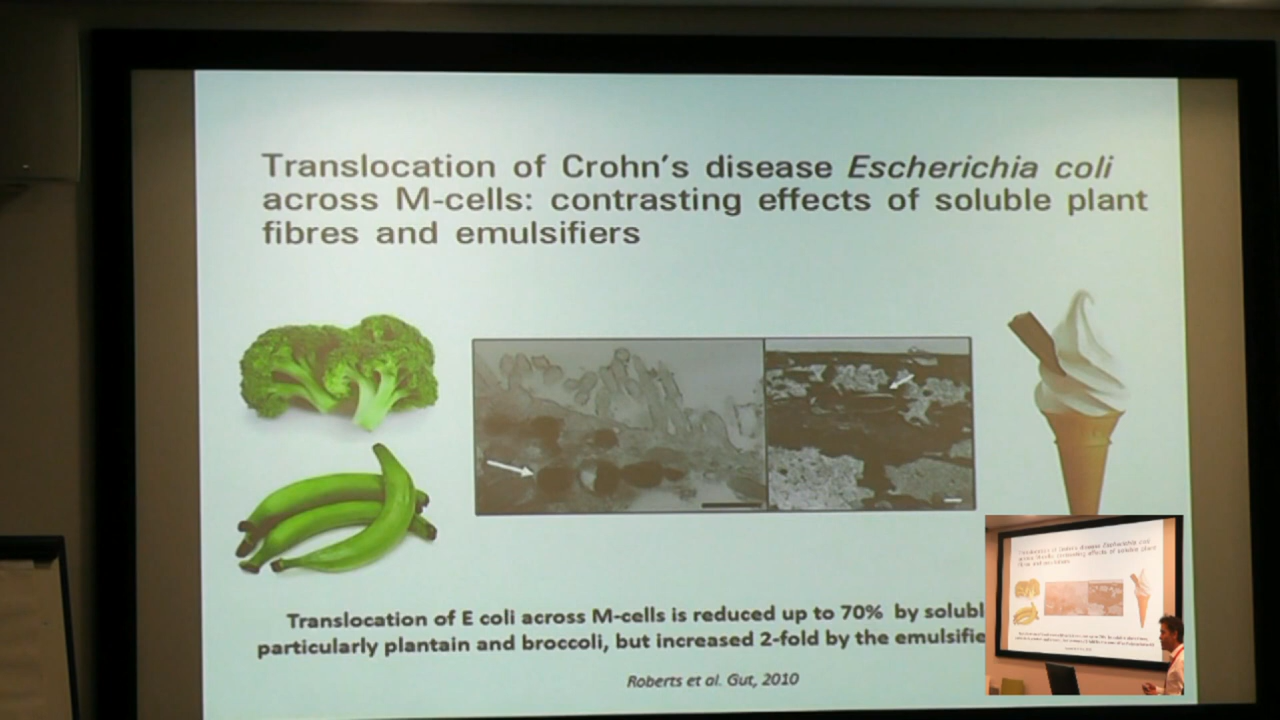 Translocation of Crohn's disease Escherichia coli
across M-cells: contrasting effects of soluble plant
fibres and emulsifiers
Translocation of E coli across M-cells is reduced up to 70% by
particularly plantain and broccoli, but increased 2-fold by the
Roberts et al. Gut, 2010